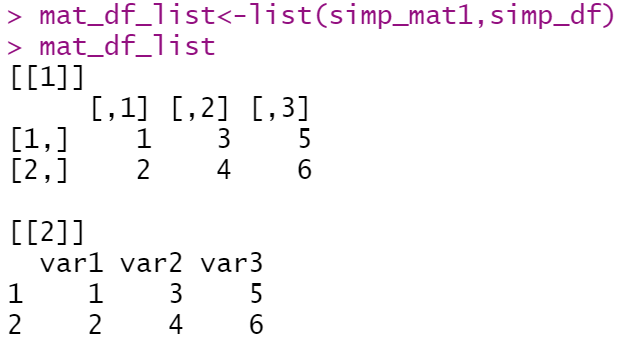 > mat_df_list<-list(simp_mat1,simp_df)
> mat_df_list
[[1]]
     [,1] [,2] [,3]
[1,]    1    3    5
[2,]    2    4    6

[[2]]
  var1 var2 var3
1    1    3    5
2    2    4    6